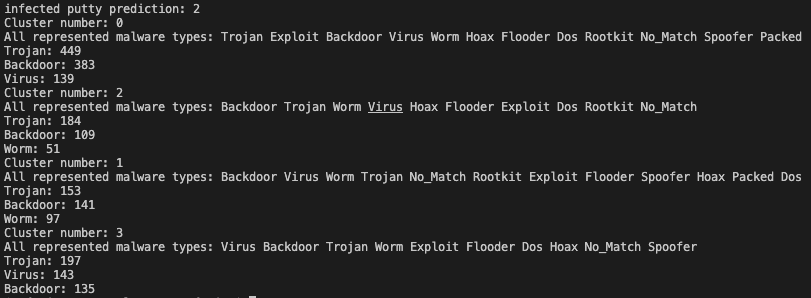 infected putty prediction: 2
Cluster number: 0
All represented malware types: Trojan Exploit Backdoor Virus Worm Hoax Flooder Dos Rootkit No_Match Spoofer Packed
Trojan: 449
Backdoor: 383
Virus: 139
Cluster number: 2
All represented malware types: Backdoor Trojan Worm Virus Hoax Flooder Exploit Dos Rootkit No_Match
Trojan: 184
Backdoor: 109
Worm: 51
Cluster number: 1
All represented malware types: Backdoor Virus Worm Trojan No_Match Rootkit Exploit Flooder Spoofer Hoax Packed Dos
Trojan: 153
Backdoor: 141
Worm: 97
Cluster number: 3
All represented malware types: Virus Backdoor Trojan Worm Exploit Flooder Dos Hoax No_Match Spoofer
Trojan: 197
Virus: 143
Backdoor: 135